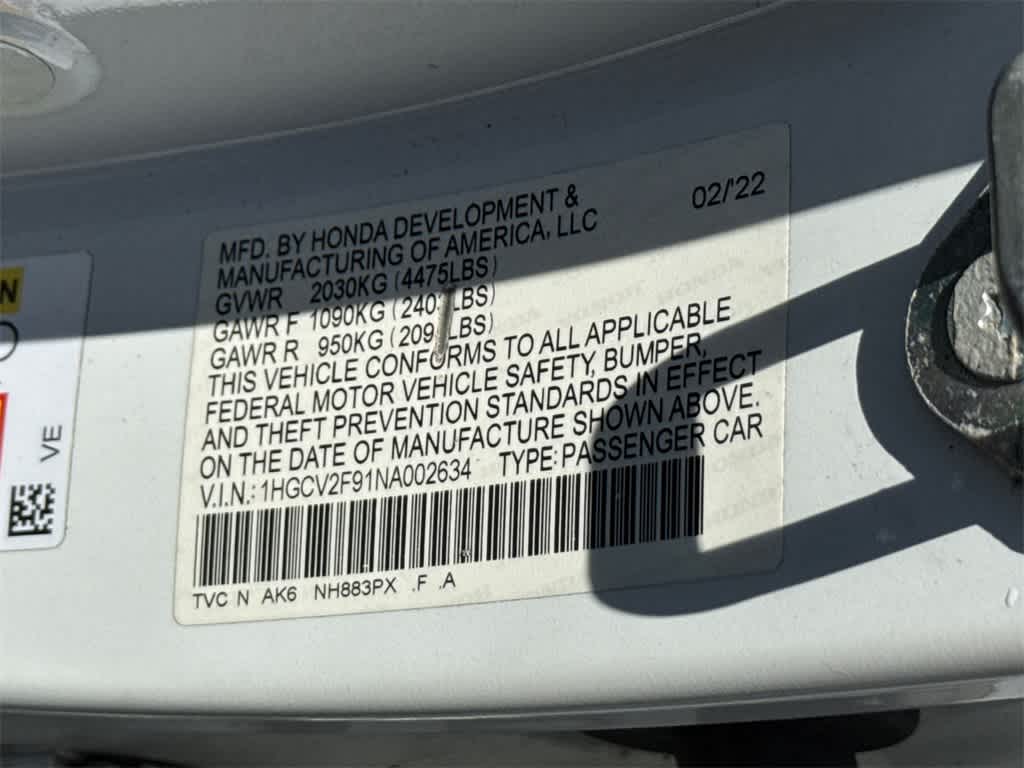 MFD. BY HONDA DEVELOPMENT &
MANUFACTURING OF AMERICA, LLC
02/'22
GVWR 2030KG (4475LBS)
GAWR F 1090KG
GAWR R 950KG
THIS VEHICLE CONFORMS TO ALL APPLICABLE
FEDERAL MOTOR VEHICLE SAFETY, BUMPER,
AND THEFT PREVENTION STANDARDS IN EFFECT
ON THE DATE OF MANUFACTURE SHOWN ABOVE.
V.I.N.: 1HGCV2F91NA002634 TYPE: PASSENGER CAR
TVC N AK6 NH883PX .F .A
VE